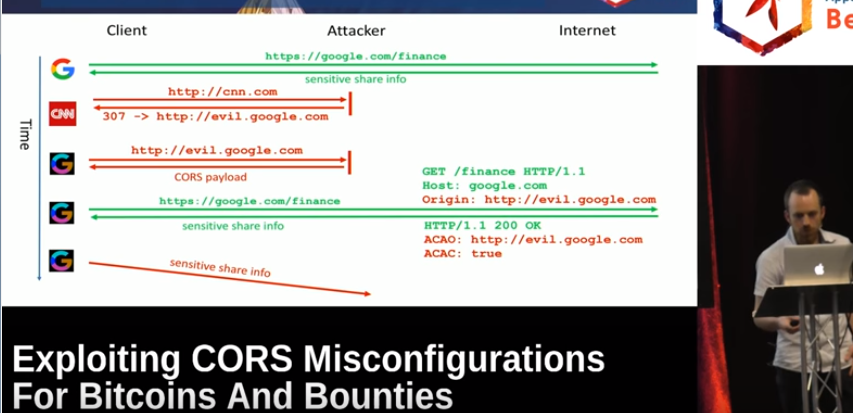 Client
Attacker
Internet
https://google.com/finance
sensitive share info
http://cnn.com
CNN
307 -> http://evil.google.com
Time
http://evil.google.com
CORS payload
GET /finance HTTP/1.1
Host: google.com
Origin: http://evil.google.com
https://google.com/finance
sensitive share info
HTTP/1.1 200 OK
ACAO: http://evil.google.com
ACAC: true
sensitive share info
Exploiting CORS Misconfigurations
For Bitcoins And Bounties